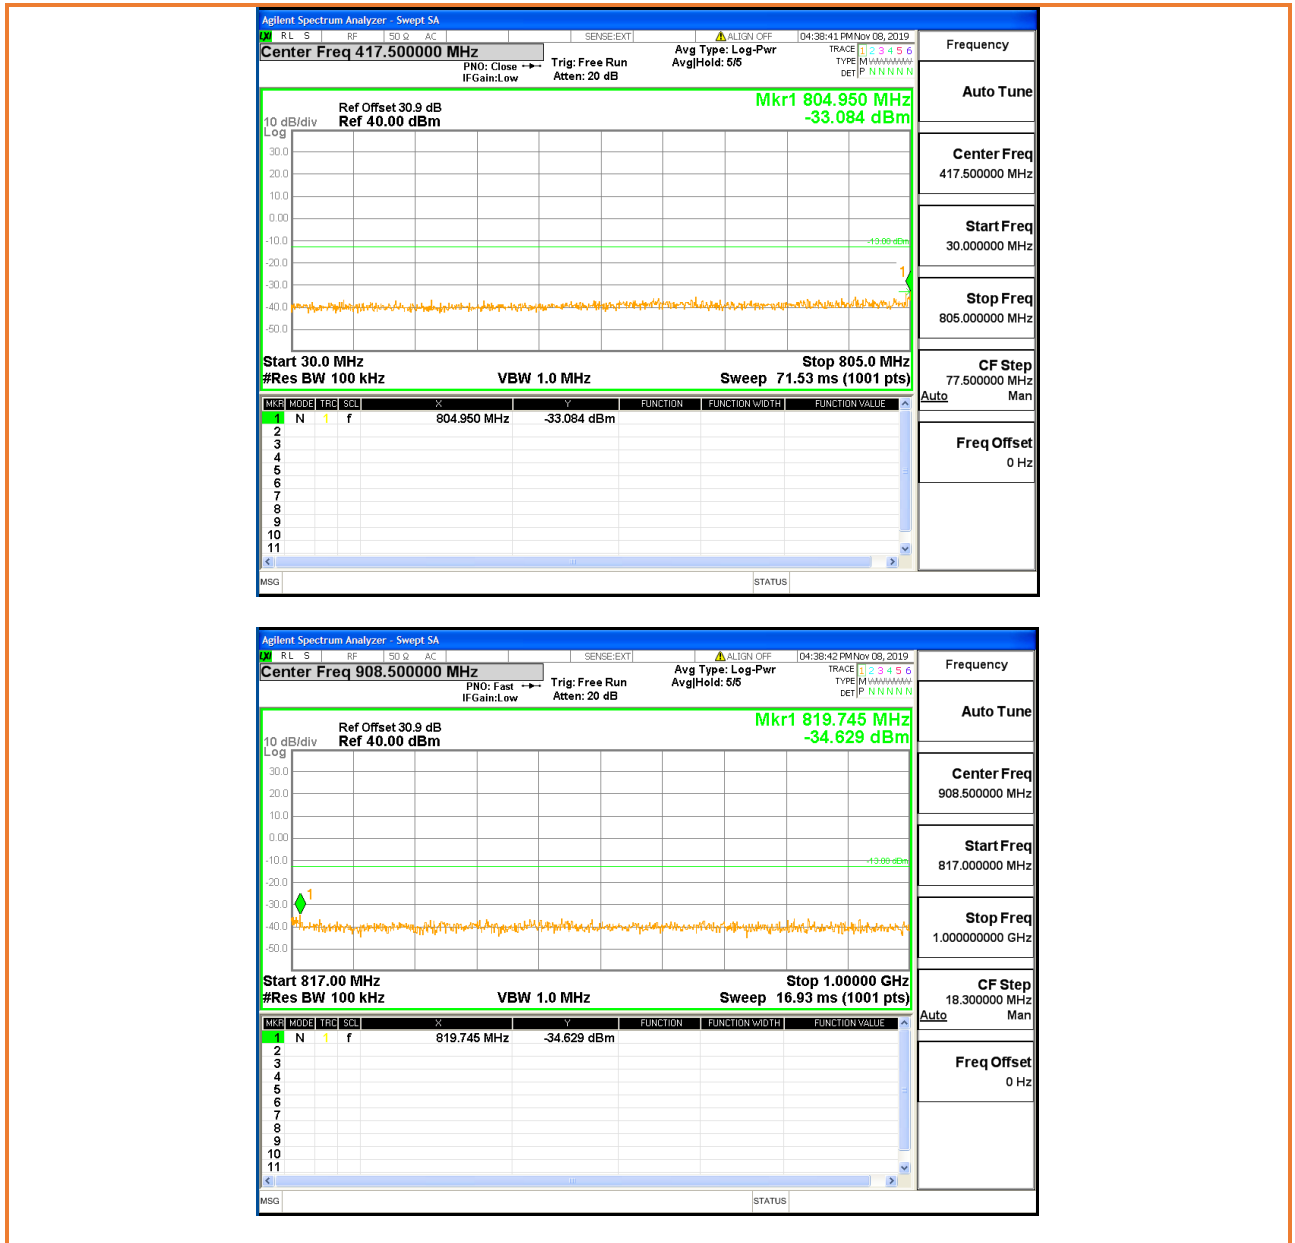 Agilent Spectrum Analyzer - Swept SA
LXI RL S RF 50 Ω AC SENSE:EXT ALIGN OFF 04:38:41 PM Nov 08, 2019
Center Freq 417.500000 MHz
PNO: Close
IFGain:Low
Trig: Free Run
Atten: 20 dB
Avg Type: Log-Pwr
Avg|Hold: 5/5
TRACE 1 2 3 4 5 6
TYPE M
DET P N N N N N
Frequency
Auto Tune
Center Freq
417.500000 MHz
Start Freq
30.000000 MHz
Stop Freq
805.000000 MHz
CF Step
77.500000 MHz
Auto Man
Freq Offset
0 Hz
Mkr1 804.950 MHz
-33.084 dBm
Ref Offset 30.9 dB
10 dB/div Ref 40.00 dBm
Log
30.0
20.0
10.0
0.00
-10.0
-13.00 dBm
-20.0
1
-30.0
-40.0
-50.0
Start 30.0 MHz Stop 805.0 MHz
#Res BW 100 kHz VBW 1.0 MHz Sweep 71.53 ms (1001 pts)
MKR MODE TRC SCL X Y FUNCTION FUNCTION WIDTH FUNCTION VALUE
1 N 1 f 804.950 MHz -33.084 dBm
2
3
4
5
6
7
8
9
10
11
MSG STATUS
Agilent Spectrum Analyzer - Swept SA
LXI RL S RF 50 Ω AC SENSE:EXT ALIGN OFF 04:38:42 PM Nov 08, 2019
Center Freq 908.500000 MHz
PNO: Fast
IFGain:Low
Trig: Free Run
Atten: 20 dB
Avg Type: Log-Pwr
Avg|Hold: 5/5
TRACE 1 2 3 4 5 6
TYPE M
DET P N N N N N
Frequency
Auto Tune
Center Freq
908.500000 MHz
Start Freq
817.000000 MHz
Stop Freq
1.000000000 GHz
CF Step
18.300000 MHz
Auto Man
Freq Offset
0 Hz
Mkr1 819.745 MHz
-34.629 dBm
Ref Offset 30.9 dB
10 dB/div Ref 40.00 dBm
Log
30.0
20.0
10.0
0.00
-10.0
-13.00 dBm
-20.0
1
-30.0
-40.0
-50.0
Start 817.00 MHz Stop 1.00000 GHz
#Res BW 100 kHz VBW 1.0 MHz Sweep 16.93 ms (1001 pts)
MKR MODE TRC SCL X Y FUNCTION FUNCTION WIDTH FUNCTION VALUE
1 N 1 f 819.745 MHz -34.629 dBm
2
3
4
5
6
7
8
9
10
11
MSG STATUS